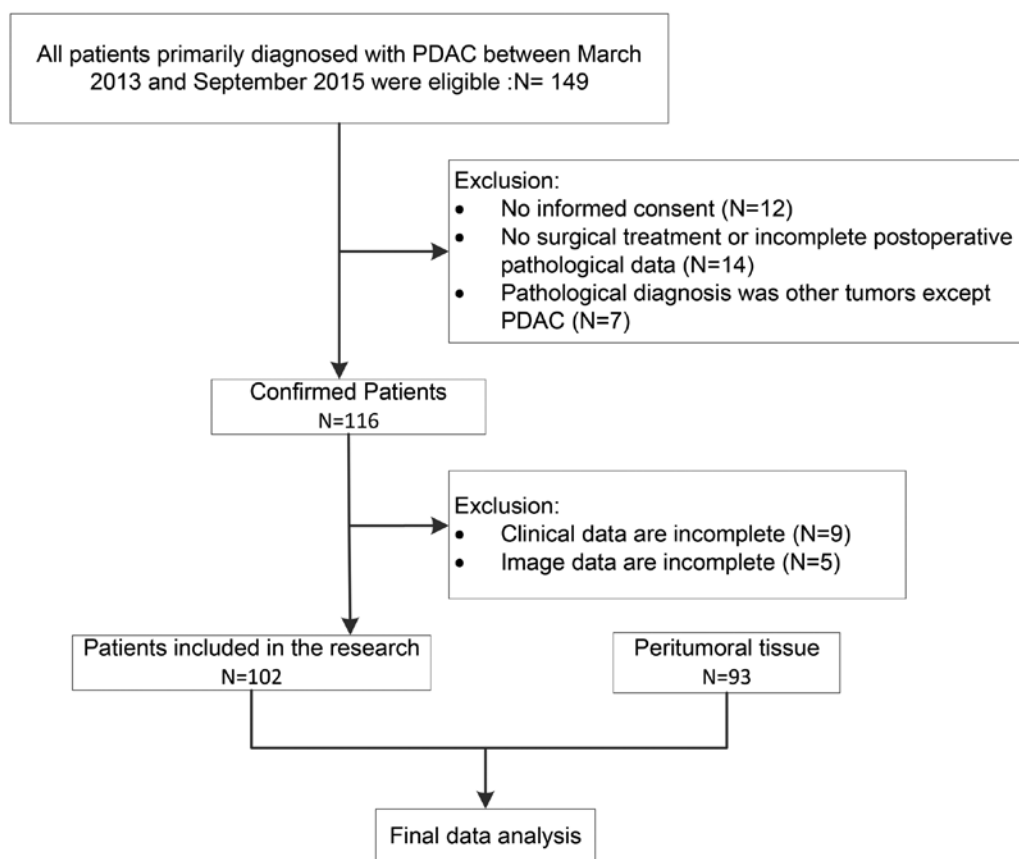 All patients primarily diagnosed with PDAC between March
2013 and September 2015 were eligible :N= 149
Exclusion:
• No informed consent (N=12)
• No surgical treatment or incomplete postoperative
pathological data (N=14)
• Pathological diagnosis was other tumors except
PDAC (N=7)
Confirmed Patients
N=116
Exclusion:
• Clinical data are incomplete (N=9)
• Image data are incomplete (N=5)
Patients included in the research
N=102
Peritumoral tissue
N=93
Final data analysis